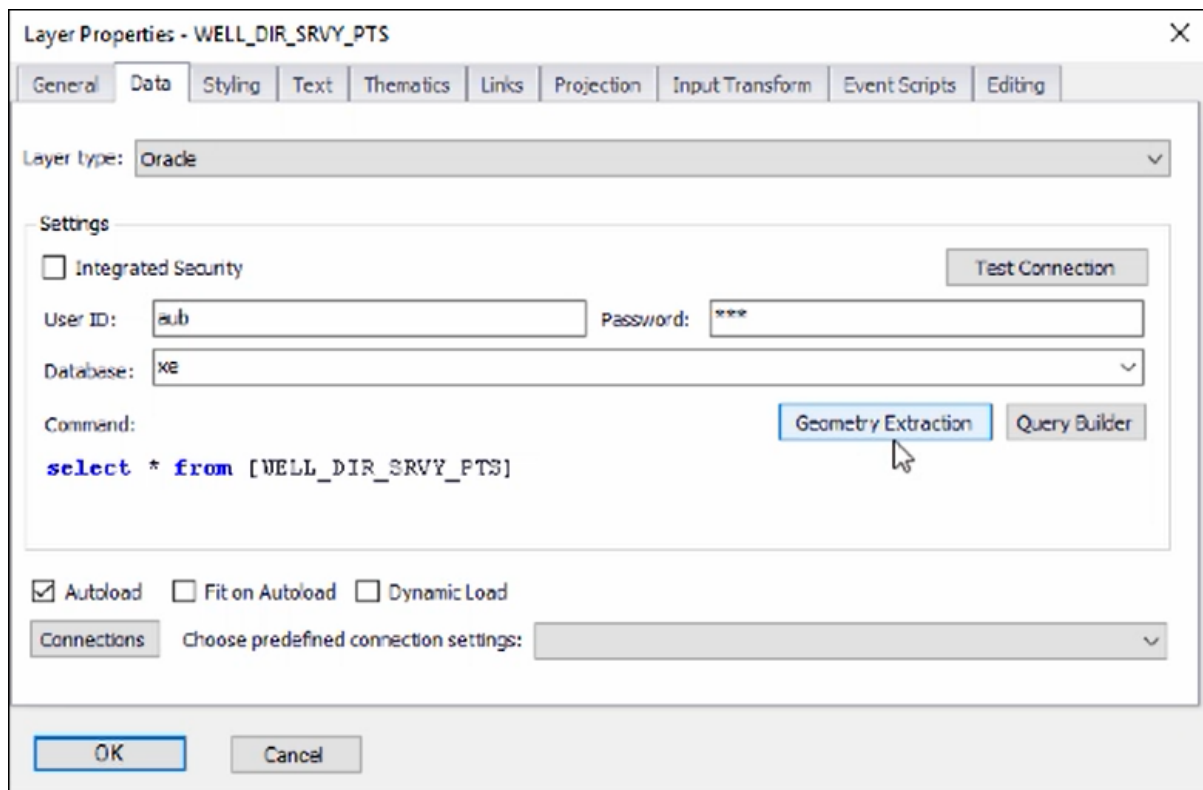 Layer Properties - WELL_DIR_SRVY_PTS
General Data Styling Text Thematics Links Projection Input Transform Event Scripts Editing
Layer type: Oracle
Settings
Integrated Security Test Connection
User ID: aub Password: ***
Database: xe
Command: Geometry Extraction Query Builder
select * from [WELL_DIR_SRVY_PTS]
Autoload Fit on Autoload Dynamic Load
Connections Choose predefined connection settings:
OK Cancel